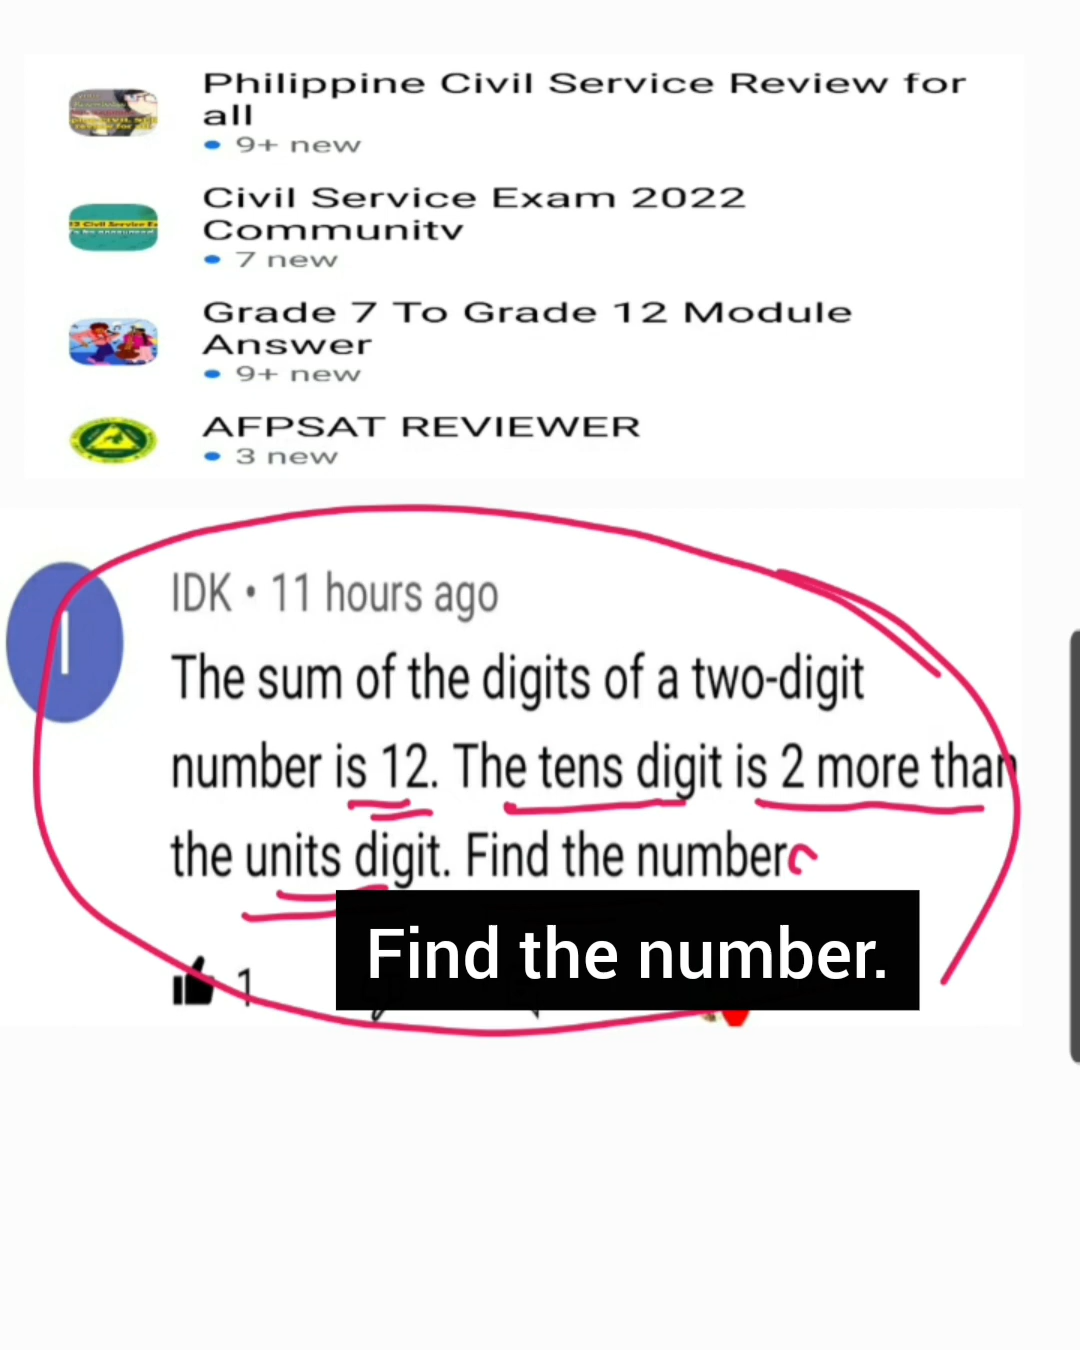 Philippine Civil Service Review for
all
9+ new
Civil Service Exam 2022
Community
7 new
Grade 7 To Grade 12 Module
Answer
9+ new
AFPSAT REVIEWER
3 new
I
IDK • 11 hours ago
The sum of the digits of a two-digit
number is 12. The tens digit is 2 more than
the units digit. Find the number
Find the number.
1